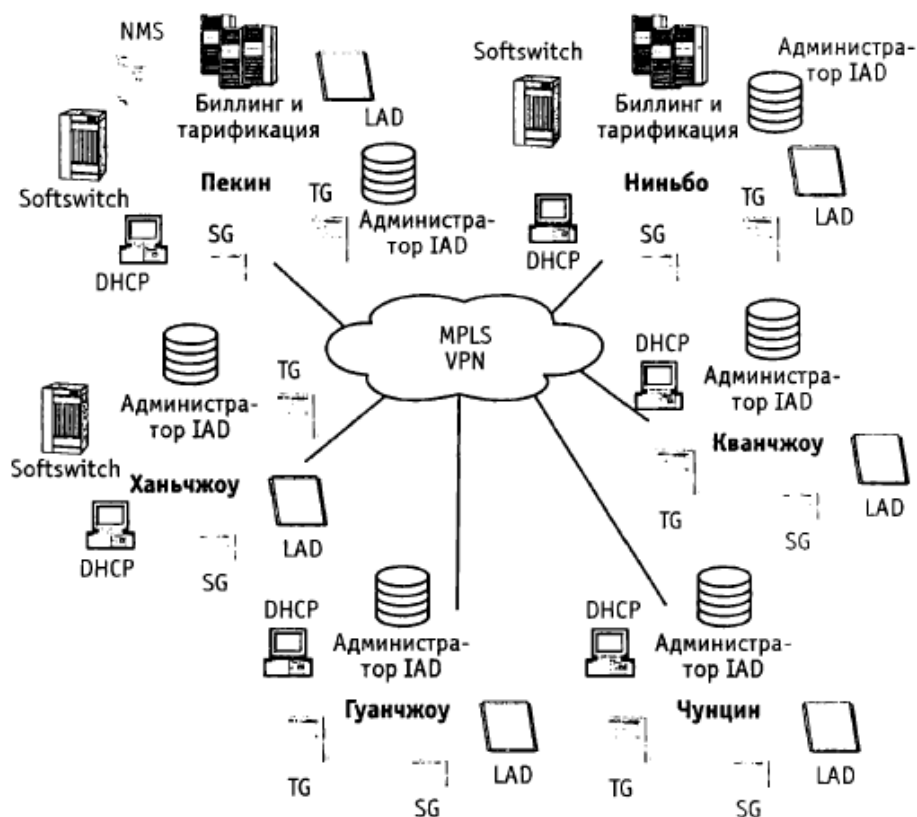 NMS
Биллинг и
тарификация
LAD
Softswitch
Пекин
TG
Администра-
тор IAD
SG
DHCP
Softswitch
Биллинг и
тарификация
Администра-
тор IAD
Ниньбо
TG
LAD
SG
DHCP
MPLS
VPN
Администра-
тор IAD
TG
Softswitch
Ханьчжоу
LAD
DHCP
SG
DHCP
Администра-
тор IAD
Кванчжоу
TG
LAD
SG
DHCP
Администра-
тор IAD
Гуанчжоу
LAD
TG
SG
DHCP
Администра-
тор IAD
Чунцин
LAD
TG
SG